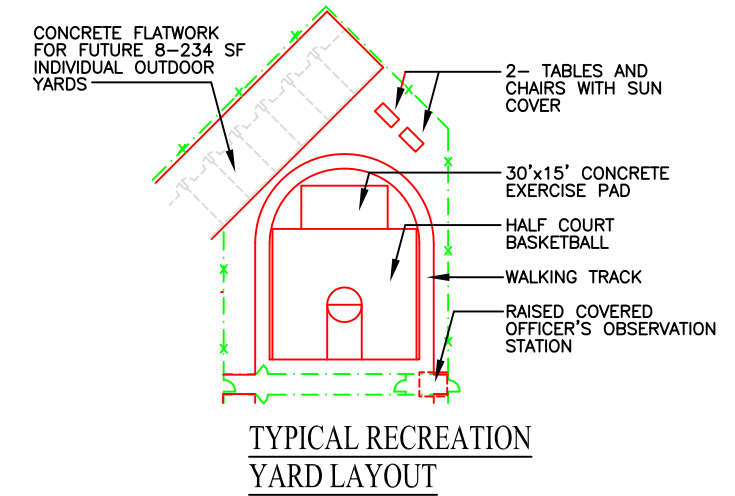 CONCRETE FLATWORK
FOR FUTURE 8-234 SF
INDIVIDUAL OUTDOOR
YARDS
2- TABLES AND
CHAIRS WITH SUN
COVER
30'x15' CONCRETE
EXERCISE PAD
HALF COURT
BASKETBALL
WALKING TRACK
RAISED COVERED
OFFICER'S OBSERVATION
STATION
TYPICAL RECREATION
YARD LAYOUT